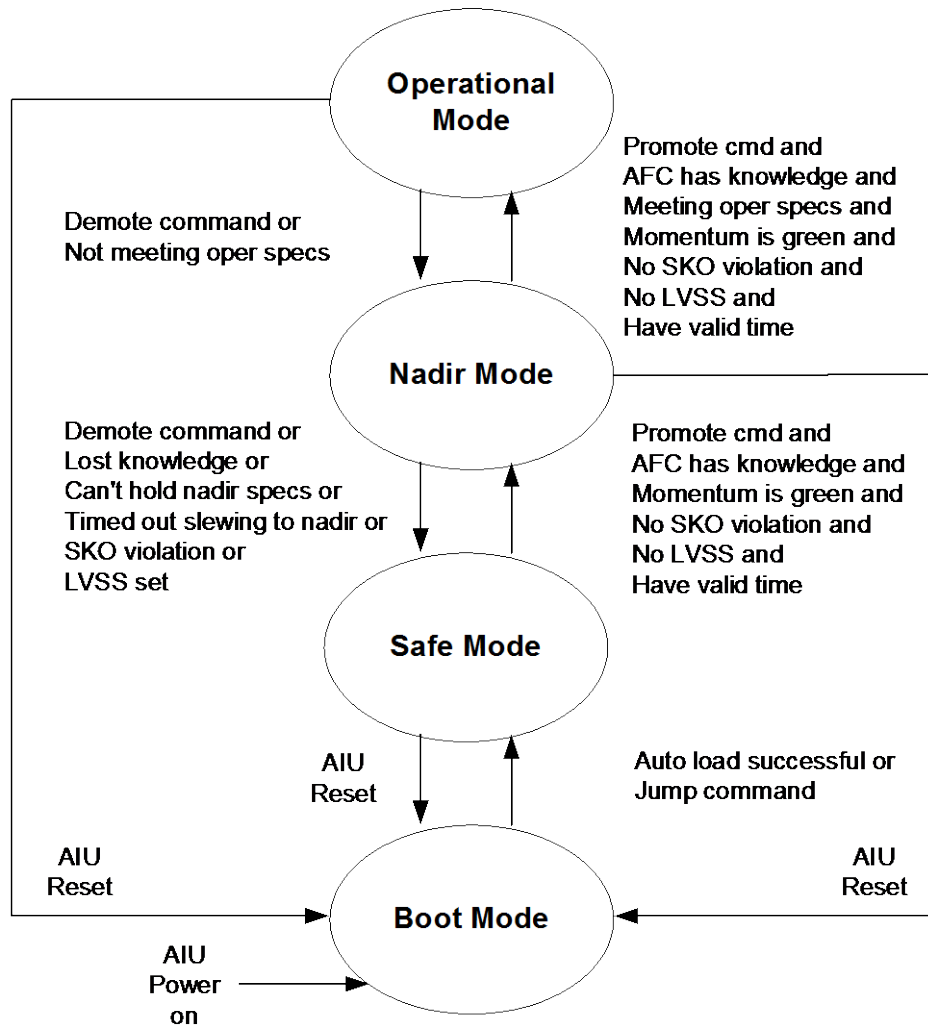 Operational
Mode
Promote cmd and
AFC has knowledge and
Meeting oper specs and
Momentum is green and
No SKO violation and
No LVSS and
Have valid time
Demote command or
Not meeting oper specs
Nadir Mode
Demote command or
Lost knowledge or
Can't hold nadir specs or
Timed out slewing to nadir or
SKO violation or
LVSS set
Promote cmd and
AFC has knowledge and
Momentum is green and
No SKO violation and
No LVSS and
Have valid time
Safe Mode
AIU
Reset
Auto load successful or
Jump command
AIU
Reset
AIU
Reset
Boot Mode
AIU
Power
on